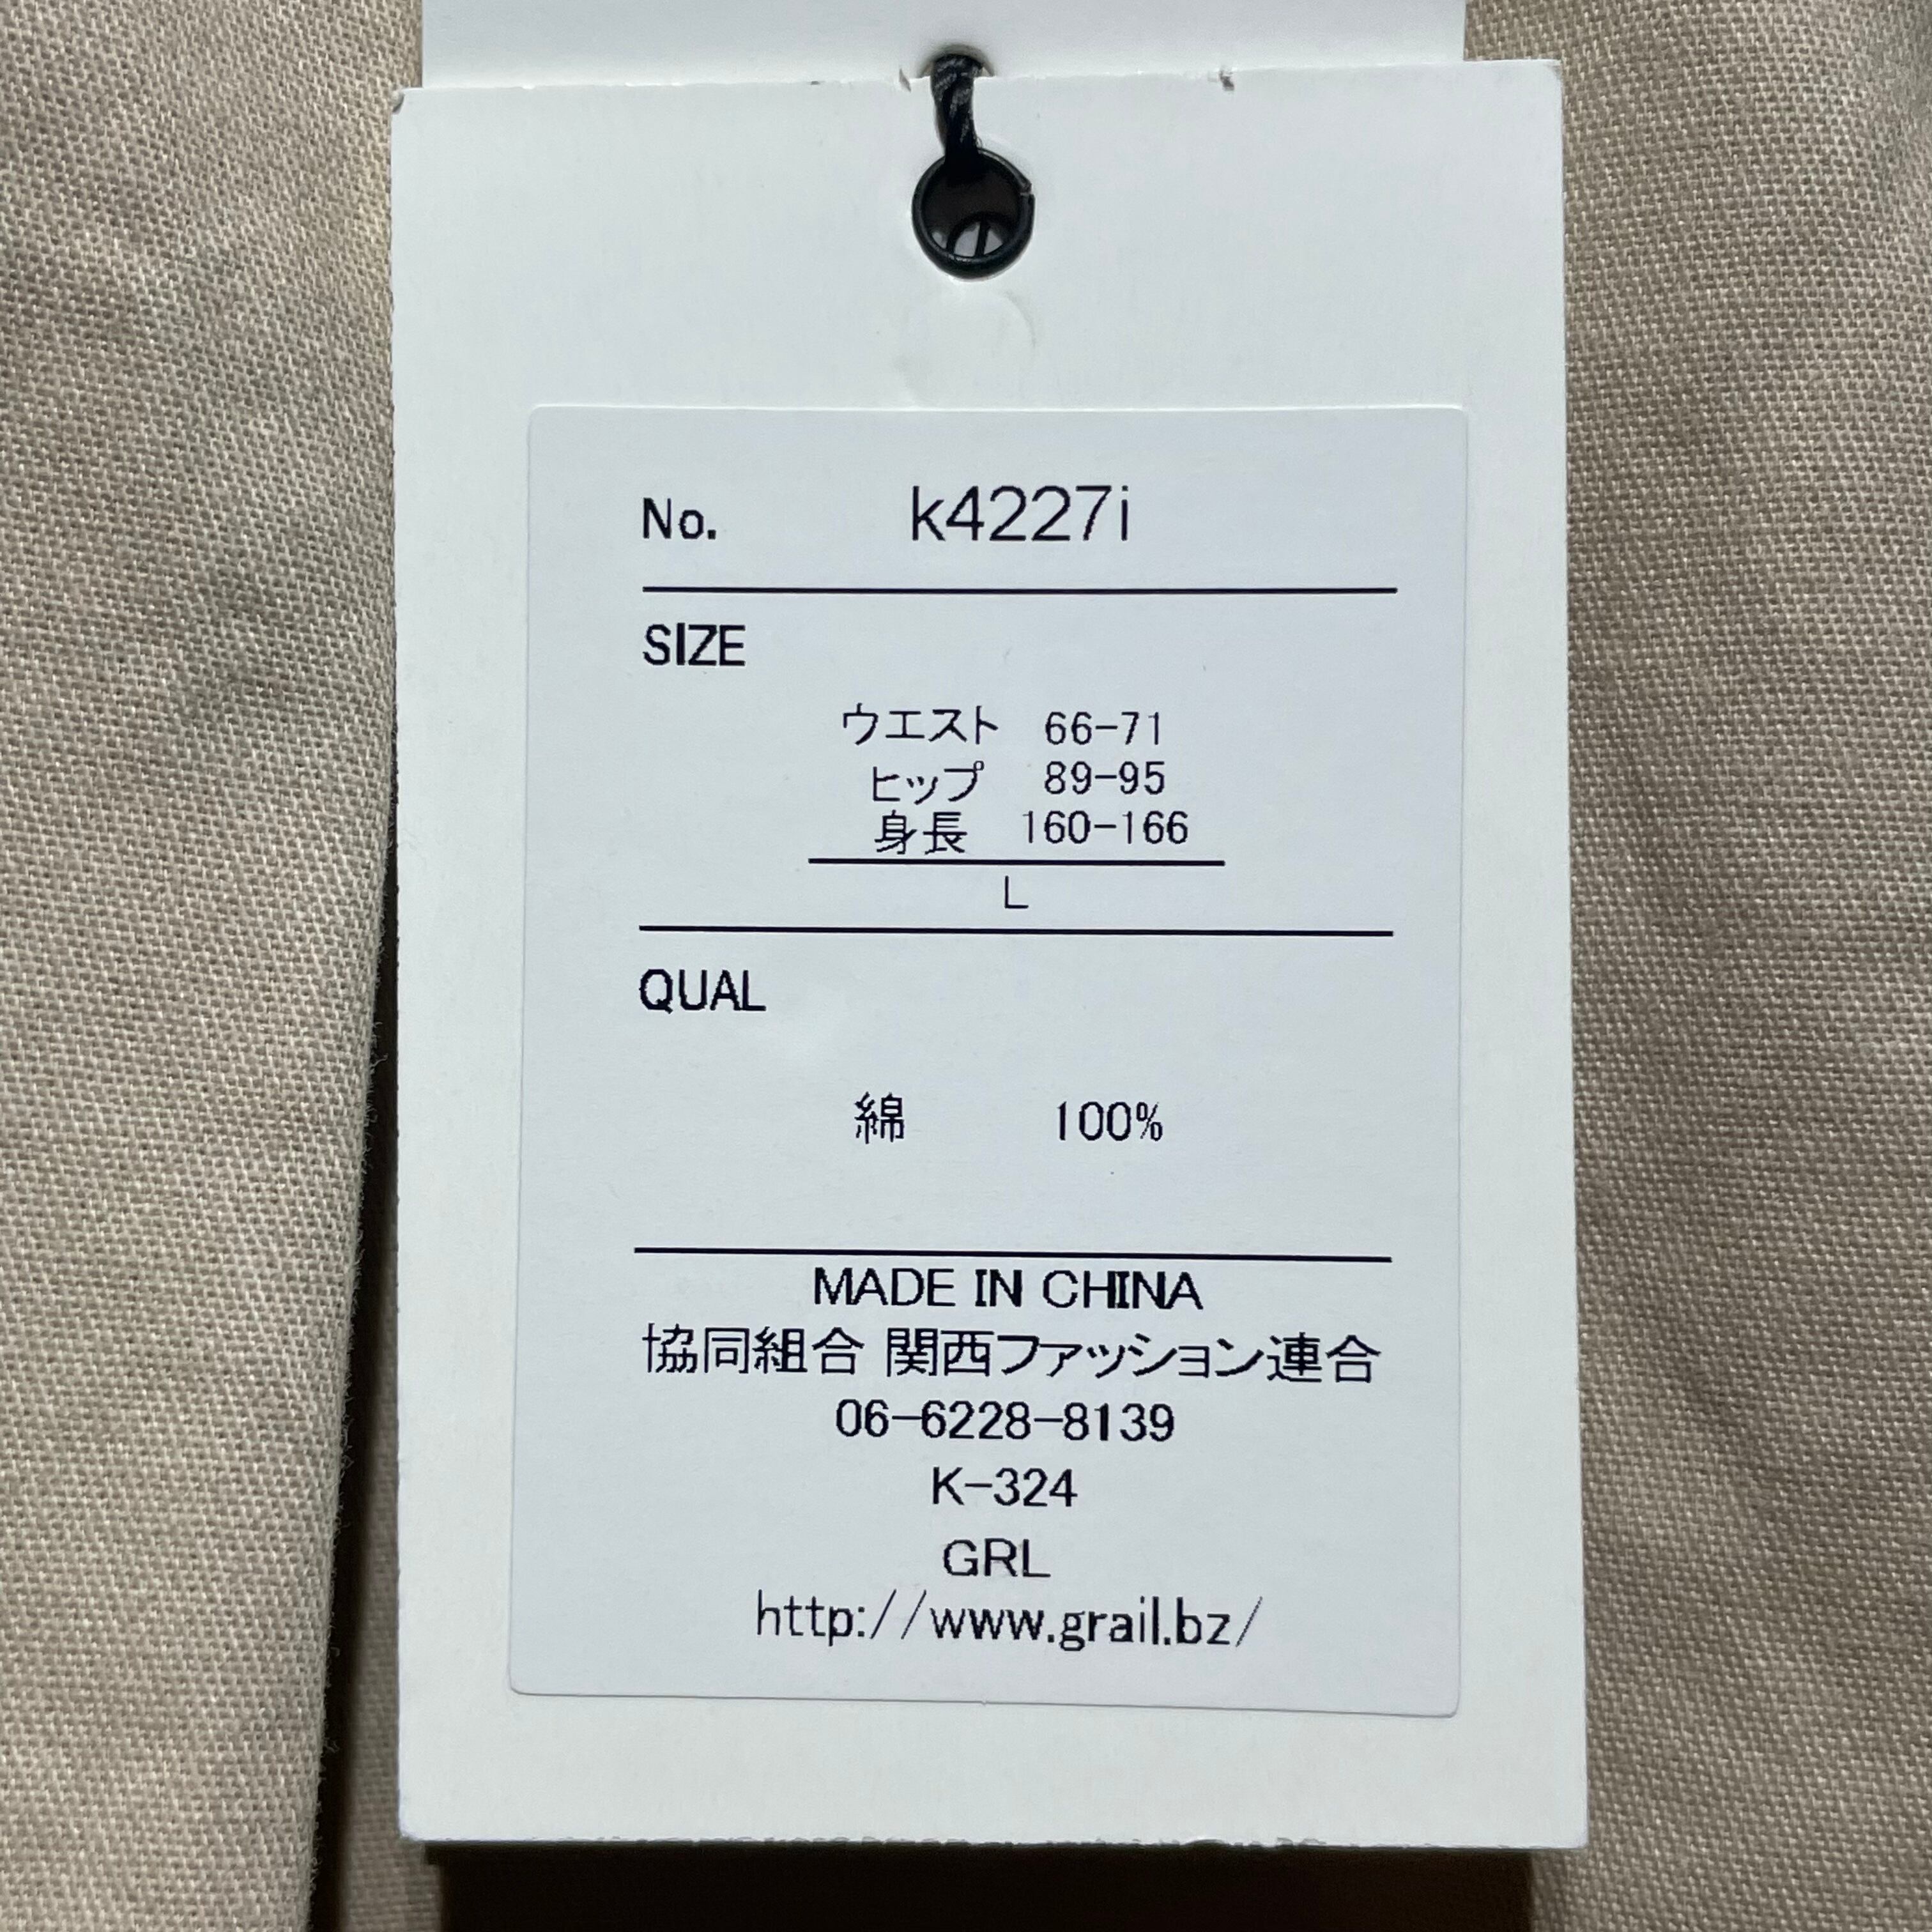 No. k4227i
SIZE
ウエスト 66-71
ヒップ 89-95
身長 160-166
L
QUAL
綿 100%
MADE IN CHINA
協同組合 関西ファッション連合
06-6228-8139
K-324
GRL
http://www.grail.bz/